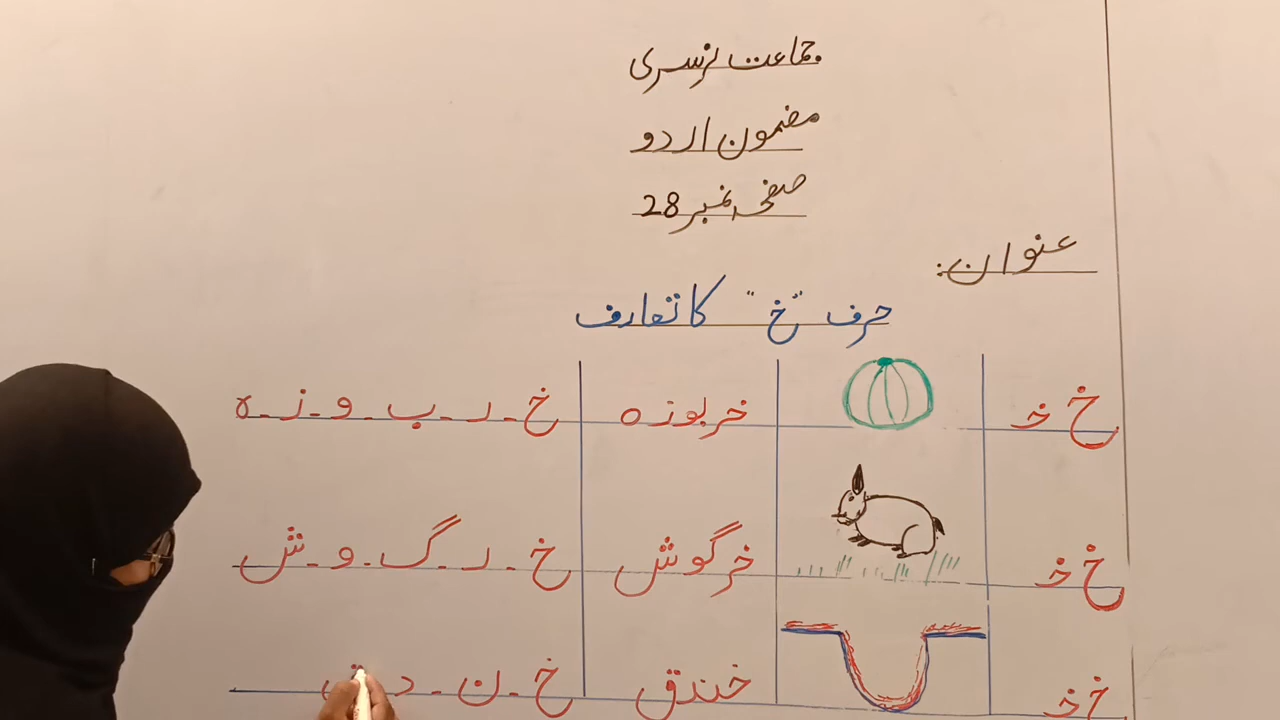 جماعت نرسری
مضمون اردو
صفحہ نمبر 28
عنوان:
حرف "خ" کا تعارف
خ خـ خربوزہ خ - ر - ب - و - ز - ہ
خ خـ خرگوش خ - ر - گ - و - ش
خ خـ خندق خ - ن - د - ق